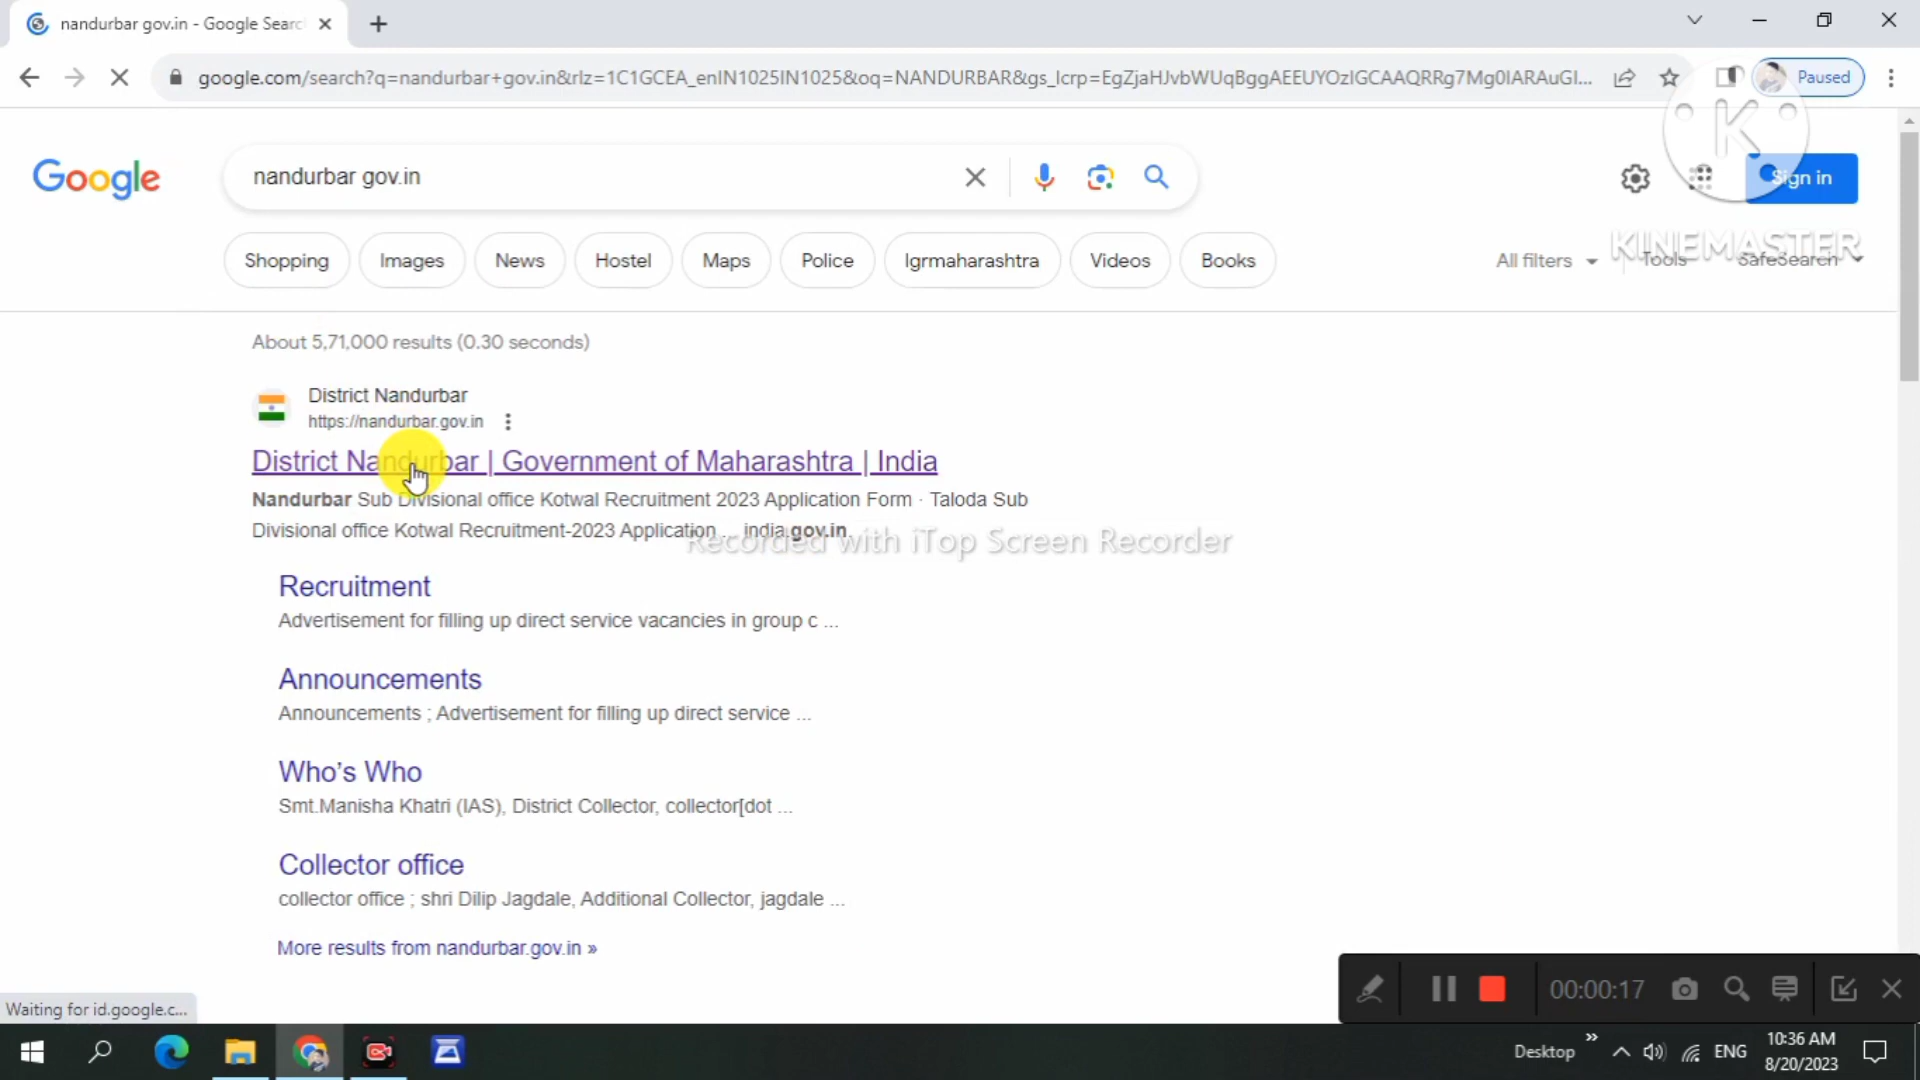 nandurbar gov.in - Google Searc
google.com/search?q=nandurbar+gov.in&rlz=1C1GCEA_enIN1025IN1025&oq=NANDURBAR&gs_lcrp=EgZjaHJvbWUqBggAEEUYOzIGCAAQRRg7Mg0IARAuGI...
Paused
K
Google
nandurbar gov.in
Sign in
KINEMASTER
Shopping Images News Hostel Maps Police Igrmaharashtra Videos Books All filters Tools SafeSearch
About 5,71,000 results (0.30 seconds)
District Nandurbar
https://nandurbar.gov.in
District Nandurbar | Government of Maharashtra | India
Nandurbar Sub Divisional office Kotwal Recruitment 2023 Application Form · Taloda Sub
Divisional office Kotwal Recruitment-2023 Application ... india.gov.in.
Recorded with iTop Screen Recorder
Recruitment
Advertisement for filling up direct service vacancies in group c ...
Announcements
Announcements ; Advertisement for filling up direct service ...
Who's Who
Smt.Manisha Khatri (IAS), District Collector, collector[dot ...
Collector office
collector office ; shri Dilip Jagdale, Additional Collector, jagdale ...
More results from nandurbar.gov.in »
00:00:17
Waiting for id.google.c...
Desktop » ENG 10:36 AM
8/20/2023